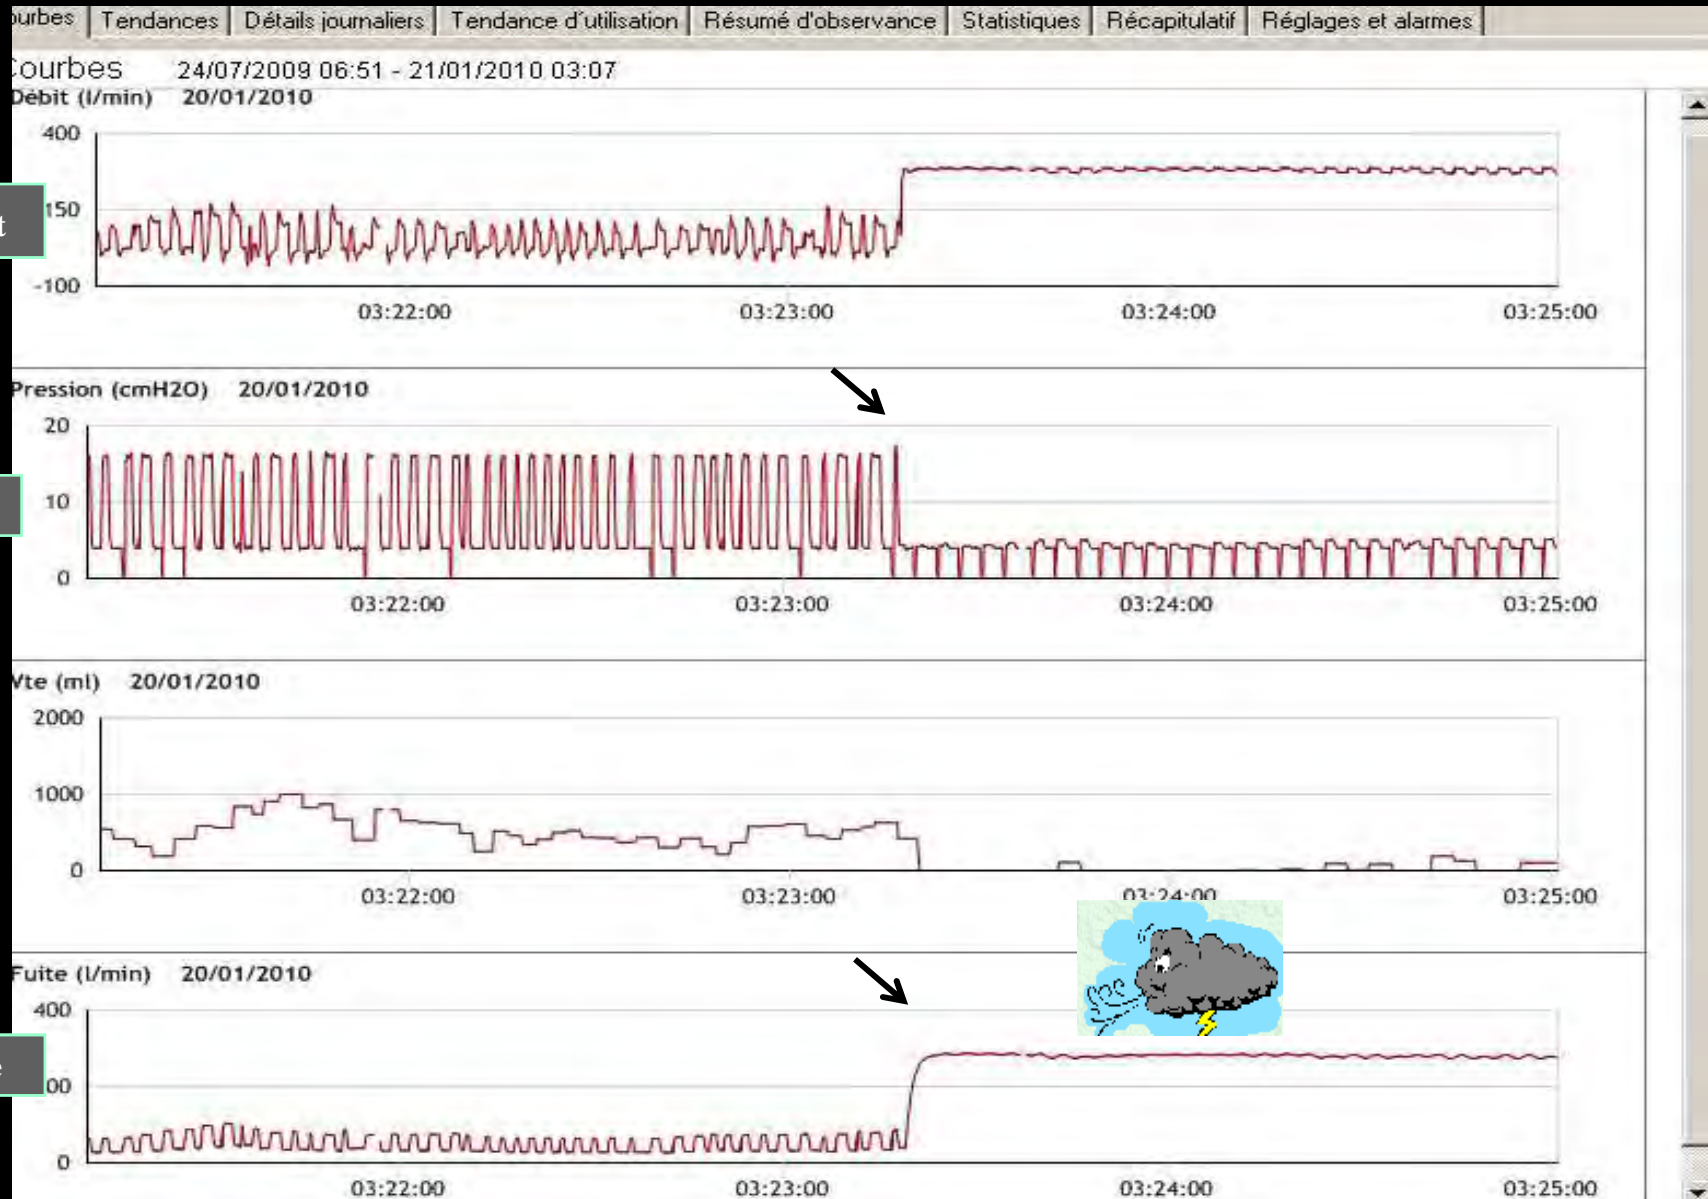 Tendances Détails journaliers Tendance d'utilisation Résumé d'observance Statistiques Récapitulatif Réglages et alarmes
24/07/2009 06:51 - 21/01/2010 03:07
Débit (l/min) 20/01/2010
400
150
-100
03:22:00 03:23:00 03:24:00 03:25:00
Pression (cmH2O) 20/01/2010
20
10
0
03:22:00 03:23:00 03:24:00 03:25:00
Vte (ml) 20/01/2010
2000
1000
0
03:22:00 03:23:00 03:24:00 03:25:00
Fuite (l/min) 20/01/2010
400
0
03:22:00 03:23:00 03:24:00 03:25:00